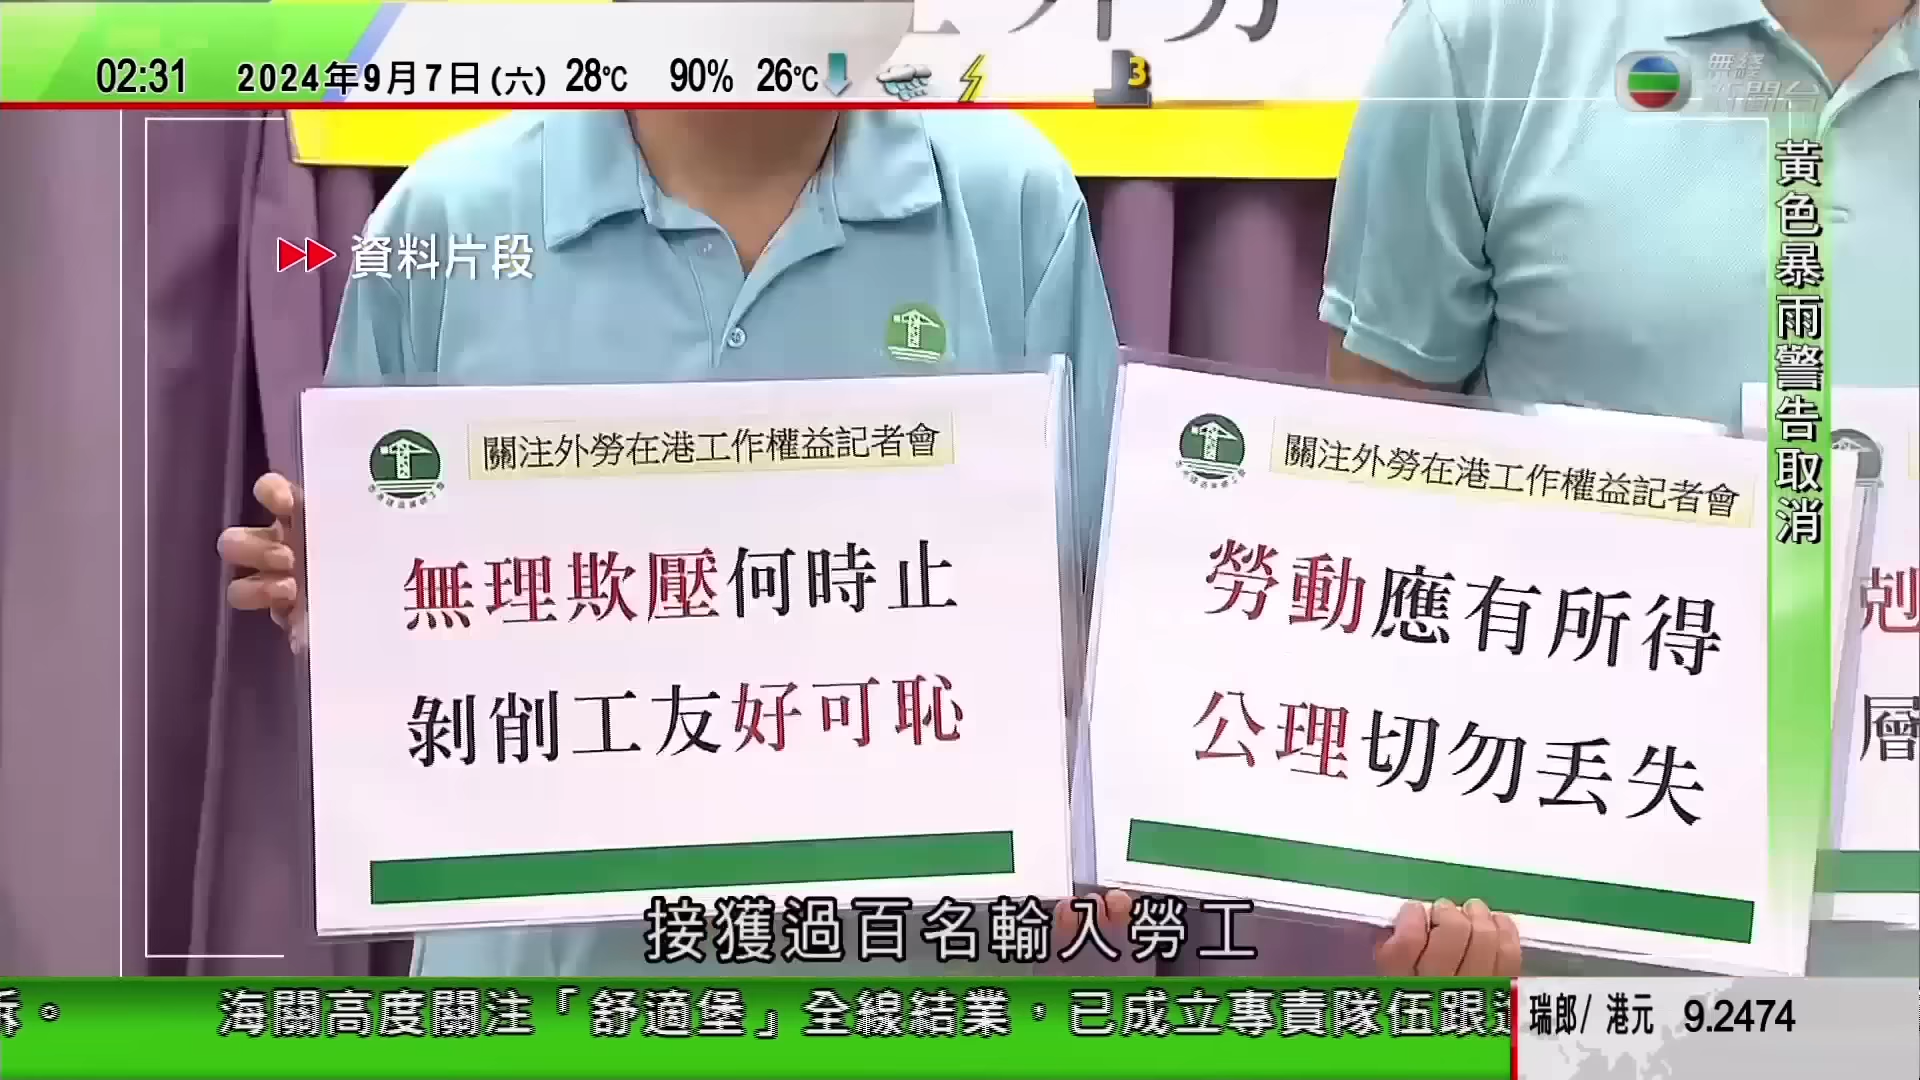 02:31 2024年9月7日(六) 28℃ 90% 26℃ 3
無綫
新聞台
黃色暴雨警告取消
資料片段
關注外勞在港工作權益記者會
無理欺壓何時止
剝削工友好可恥
關注外勞在港工作權益記者會
勞動應有所得
公理切勿丟失
剋
層
接獲過百名輸入勞工
訴。 海關高度關注「舒適堡」全線結業,已成立專責隊伍跟進
瑞郎/ 港元 9.2474